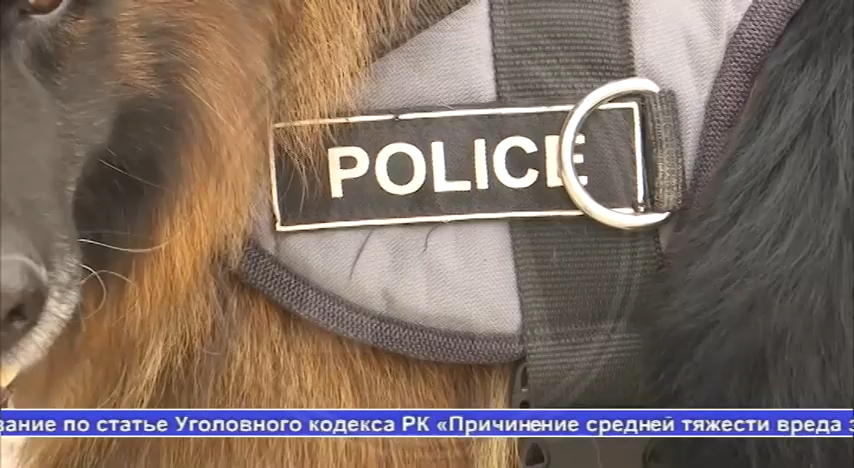 POLICE
вание по статье Уголовного кодекса РК «Причинение средней тяжести вреда з